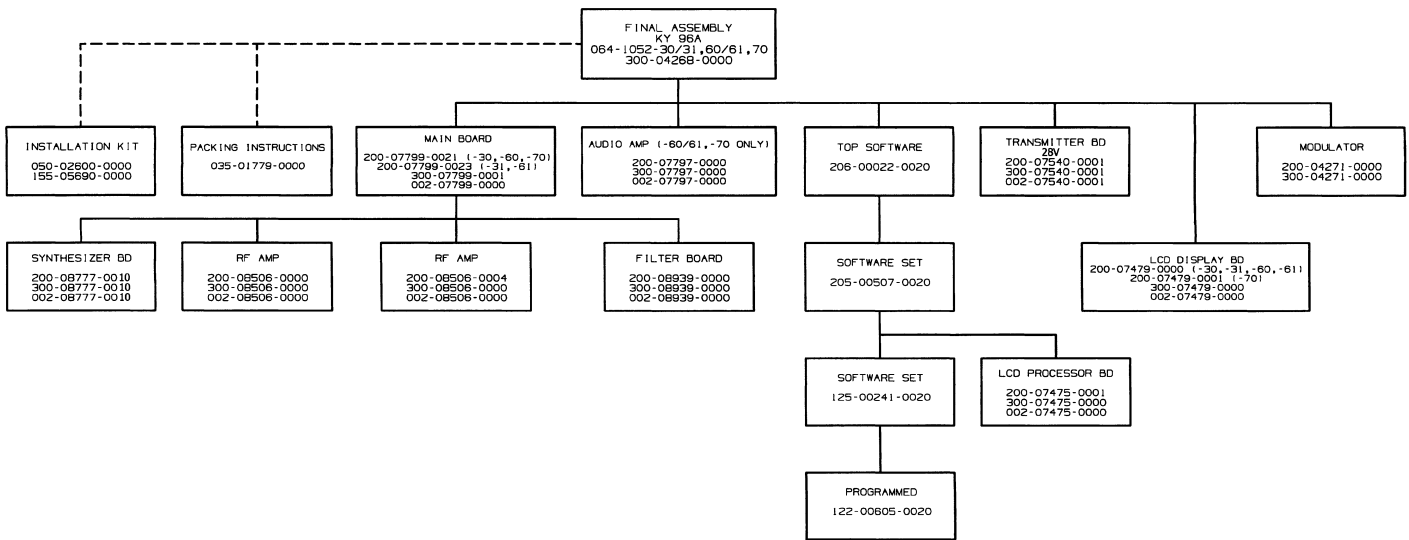 FINAL ASSEMBLY
KY 96A
064-1052-30/31,60/61,70
300-04268-0000
INSTALLATION KIT
050-02600-0000
155-05690-0000
PACKING INSTRUCTIONS
035-01779-0000
MAIN BOARD
200-07799-0021 (-30,-60,-70)
200-07799-0023 (-31,-61)
300-07799-0001
002-07799-0000
AUDIO AMP (-60/61,-70 ONLY)
200-07797-0000
300-07797-0000
002-07797-0000
TOP SOFTWARE
206-00022-0020
TRANSMITTER BD
28V
200-07540-0001
300-07540-0001
002-07540-0001
MODULATOR
200-04271-0000
300-04271-0000
SYNTHESIZER BD
200-08777-0010
300-08777-0010
002-08777-0010
RF AMP
200-08506-0000
300-08506-0000
002-08506-0000
RF AMP
200-08506-0004
300-08506-0000
002-08506-0000
FILTER BOARD
200-08939-0000
300-08939-0000
002-08939-0000
SOFTWARE SET
205-00507-0020
LCD DISPLAY BD
200-07479-0000 (-30,-31,-60,-61)
200-07479-0001 (-70)
300-07479-0000
002-07479-0000
SOFTWARE SET
125-00241-0020
LCD PROCESSOR BD
200-07475-0001
300-07475-0000
002-07475-0000
PROGRAMMED
122-00605-0020